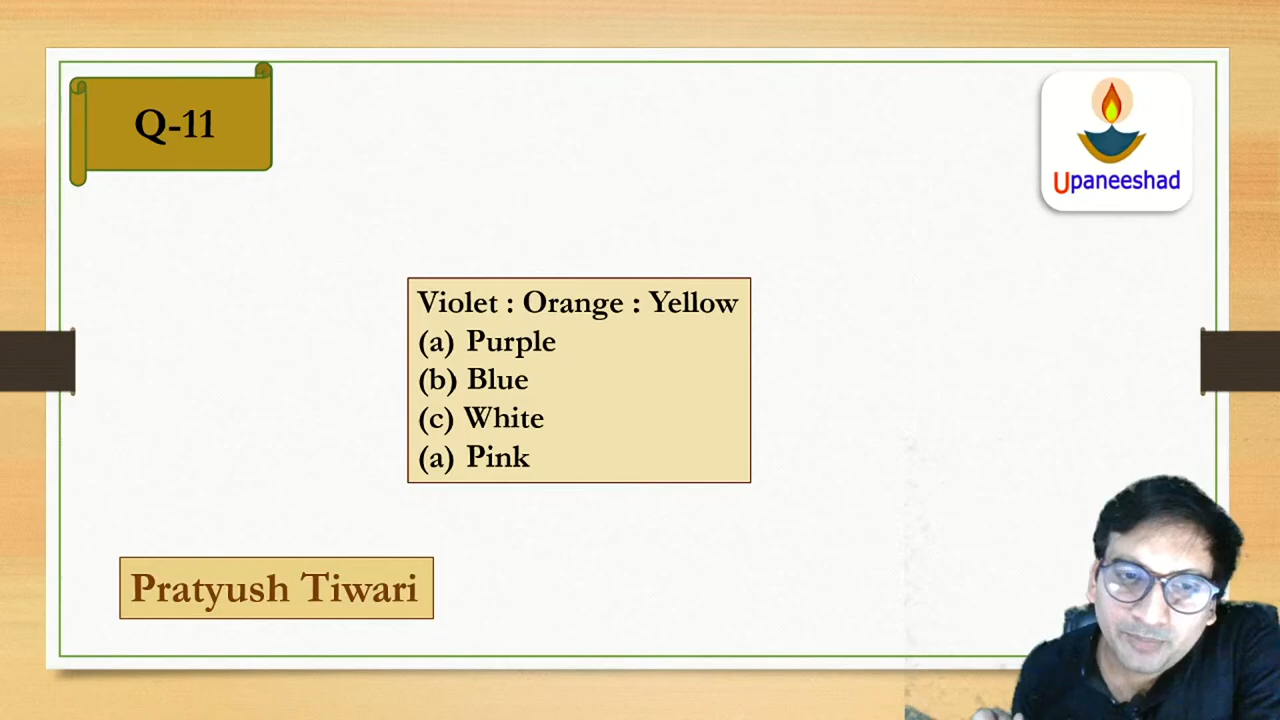 Q-11
Upaneeshad
Violet : Orange : Yellow
(a) Purple
(b) Blue
(c) White
(a) Pink
Pratyush Tiwari